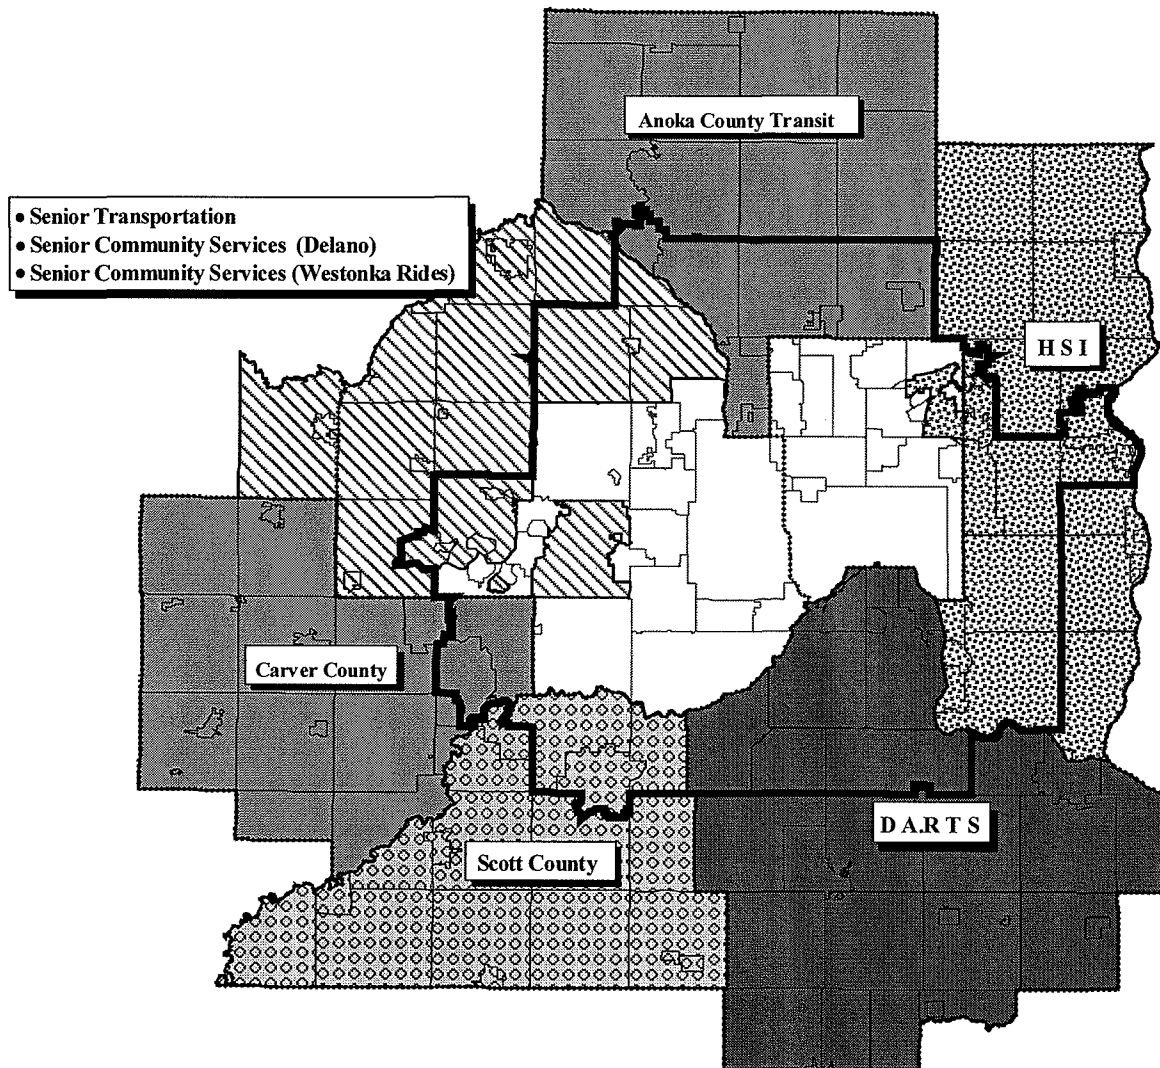 Anoka County Transit
• Senior Transportation
• Senior Community Services (Delano)
• Senior Community Services (Westonka Rides)
H S I
Carver County
D A.R T S
Scott County